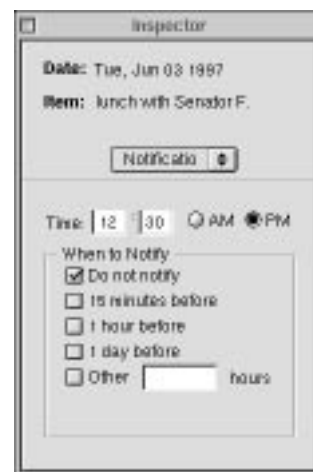 Inspector
Date: Tue, Jun 03 1997
Item: lunch with Senator F.
Notificatio
Time: 12 : 30 AM PM
When to Notify
Do not notify
15 minutes before
1 hour before
1 day before
Other hours